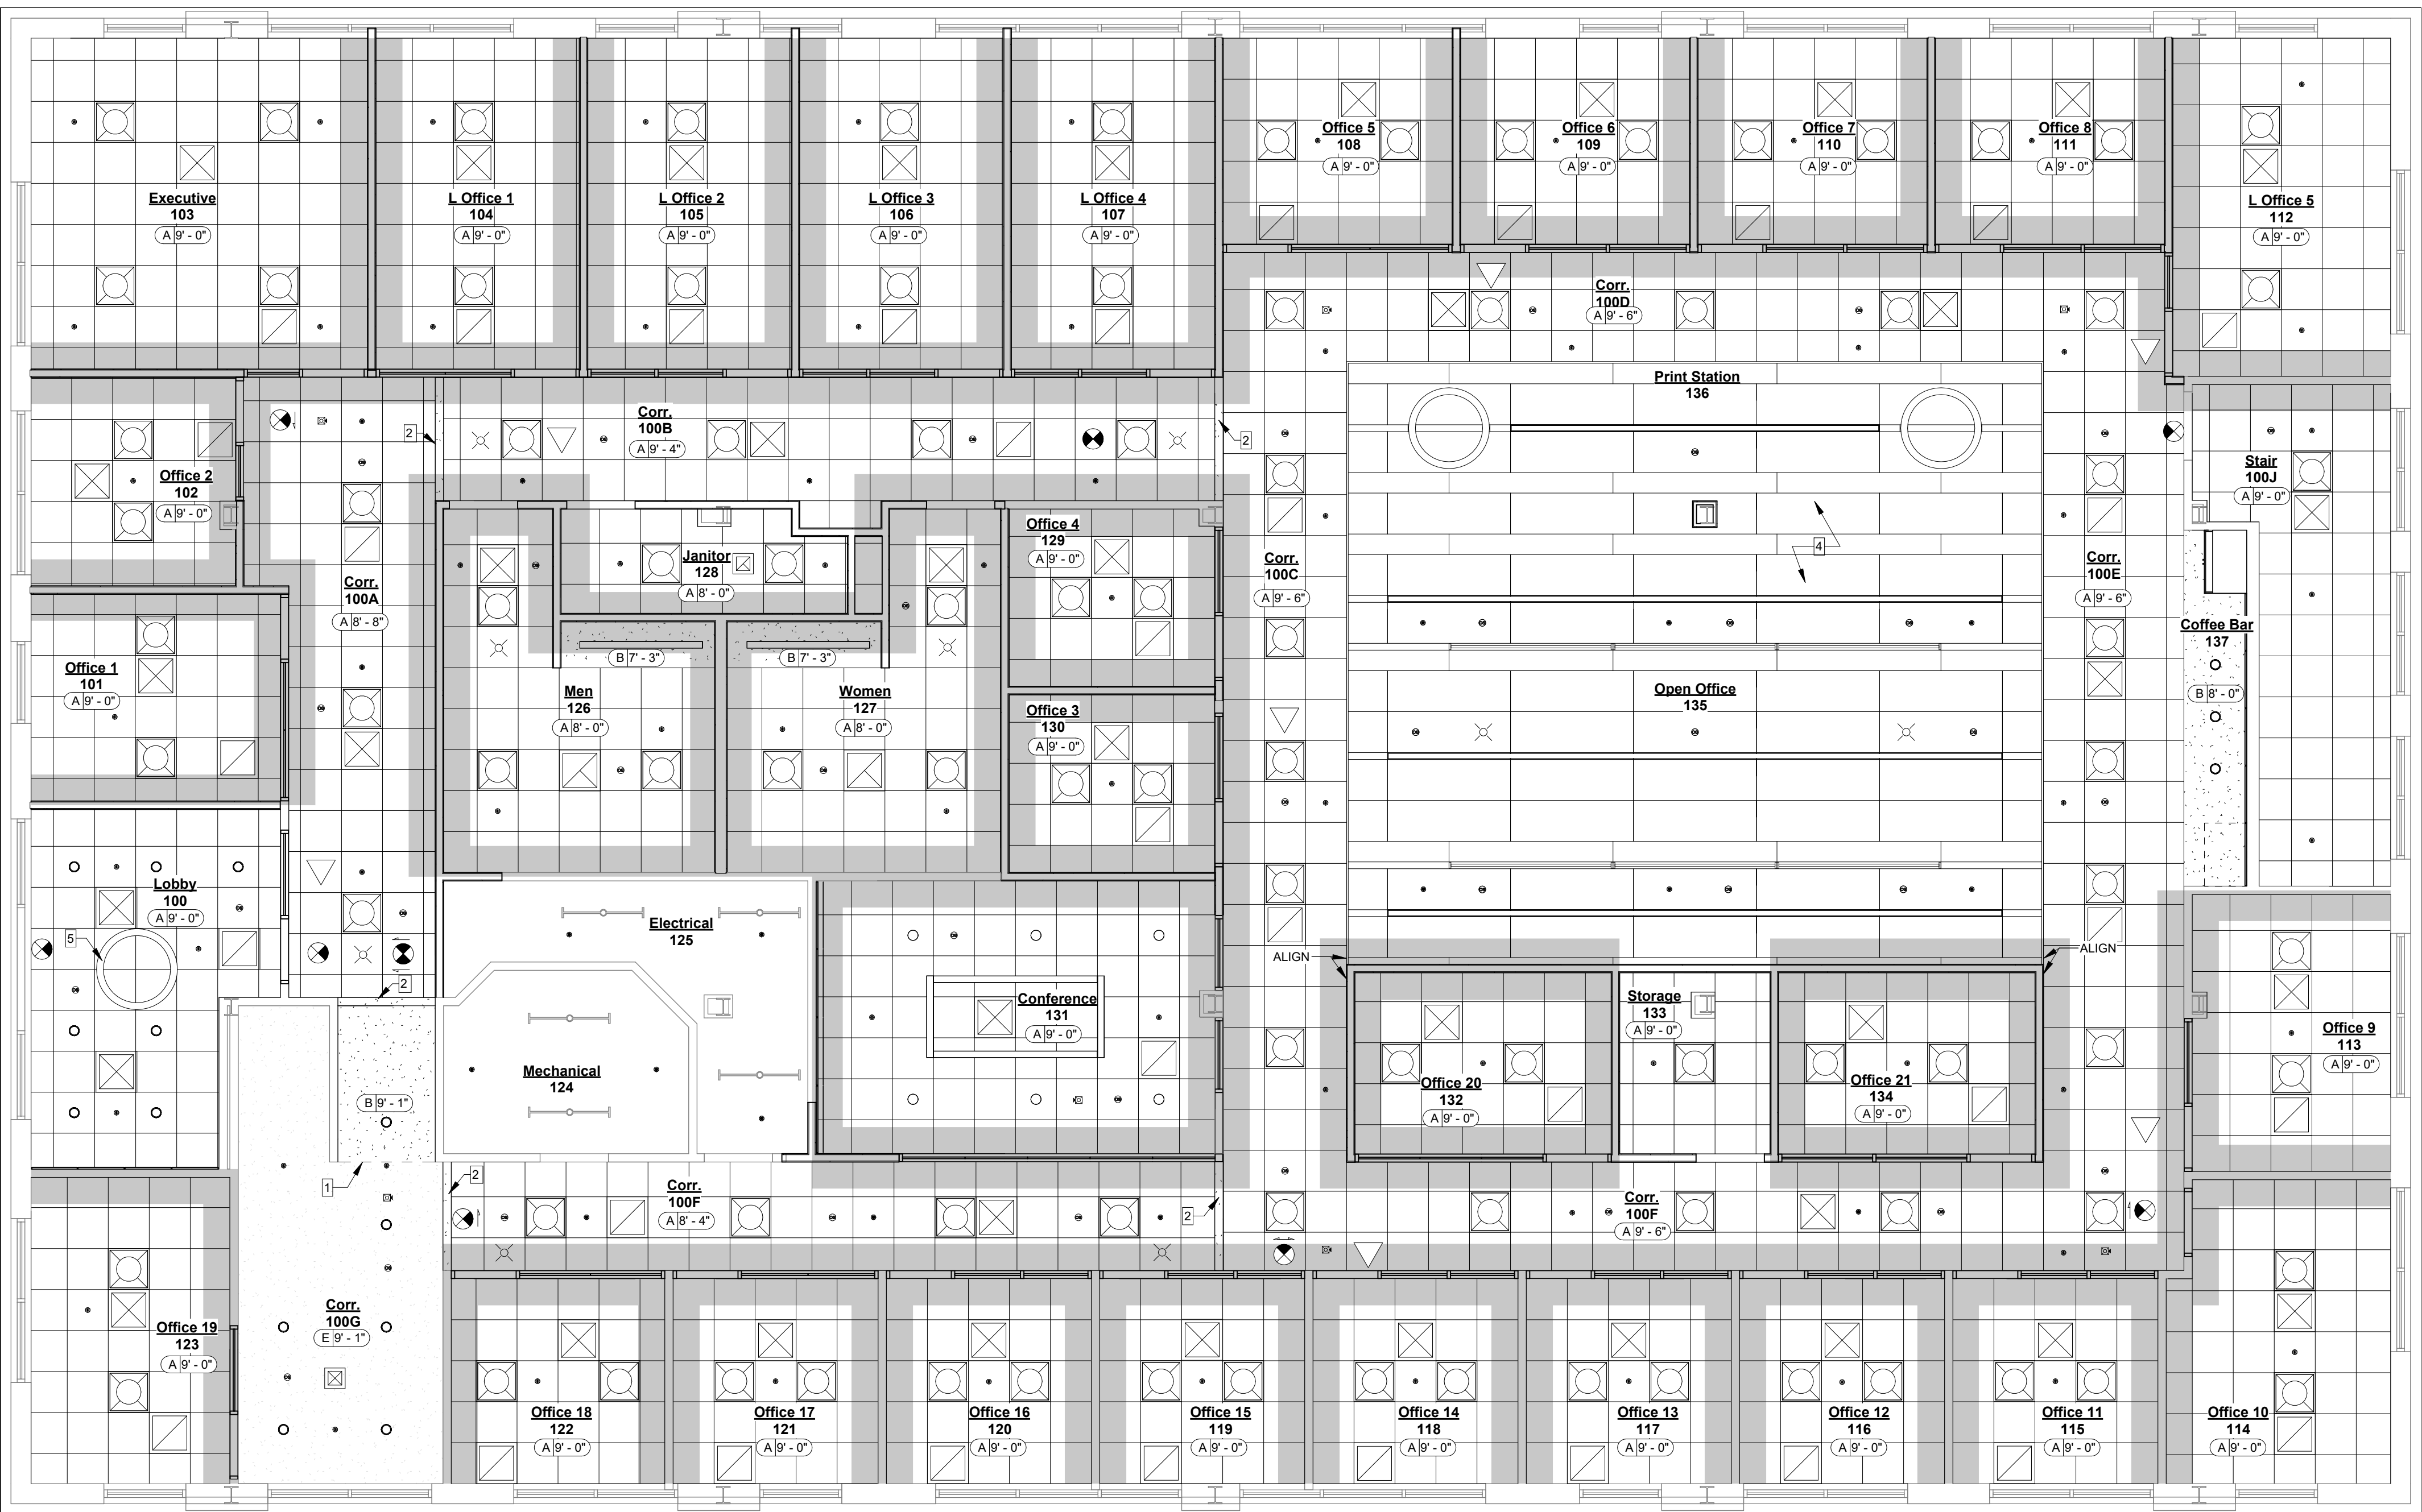 Executive
103
A 9' - 0"
L Office 1
104
A 9' - 0"
L Office 2
105
A 9' - 0"
L Office 3
106
A 9' - 0"
L Office 4
107
A 9' - 0"
Office 5
108
A 9' - 0"
Office 6
109
A 9' - 0"
Office 7
110
A 9' - 0"
Office 8
111
A 9' - 0"
L Office 5
112
A 9' - 0"
Corr.
100D
A 9' - 6"
Print Station
136
Corr.
100B
A 9' - 4"
2
2
Office 2
102
A 9' - 0"
Stair
100J
A 9' - 0"
Office 4
129
A 9' - 0"
Janitor
128
A 8' - 0"
4
Corr.
100C
A 9' - 6"
Corr.
100E
A 9' - 6"
Corr.
100A
A 8' - 8"
Coffee Bar
137
B 8' - 0"
Office 1
101
A 9' - 0"
B 7' - 3"
B 7' - 3"
Men
126
A 8' - 0"
Women
127
A 8' - 0"
Office 3
130
A 9' - 0"
Open Office
135
Lobby
100
A 9' - 0"
5
Electrical
125
ALIGN
ALIGN
2
Conference
131
A 9' - 0"
Storage
133
A 9' - 0"
Office 9
113
A 9' - 0"
Mechanical
124
Office 20
132
A 9' - 0"
Office 21
134
A 9' - 0"
B 9' - 1"
1
2
Corr.
100F
A 8' - 4"
2
Corr.
100F
A 9' - 6"
Corr.
100G
E 9' - 1"
Office 19
123
A 9' - 0"
Office 18
122
A 9' - 0"
Office 17
121
A 9' - 0"
Office 16
120
A 9' - 0"
Office 15
119
A 9' - 0"
Office 14
118
A 9' - 0"
Office 13
117
A 9' - 0"
Office 12
116
A 9' - 0"
Office 11
115
A 9' - 0"
Office 10
114
A 9' - 0"